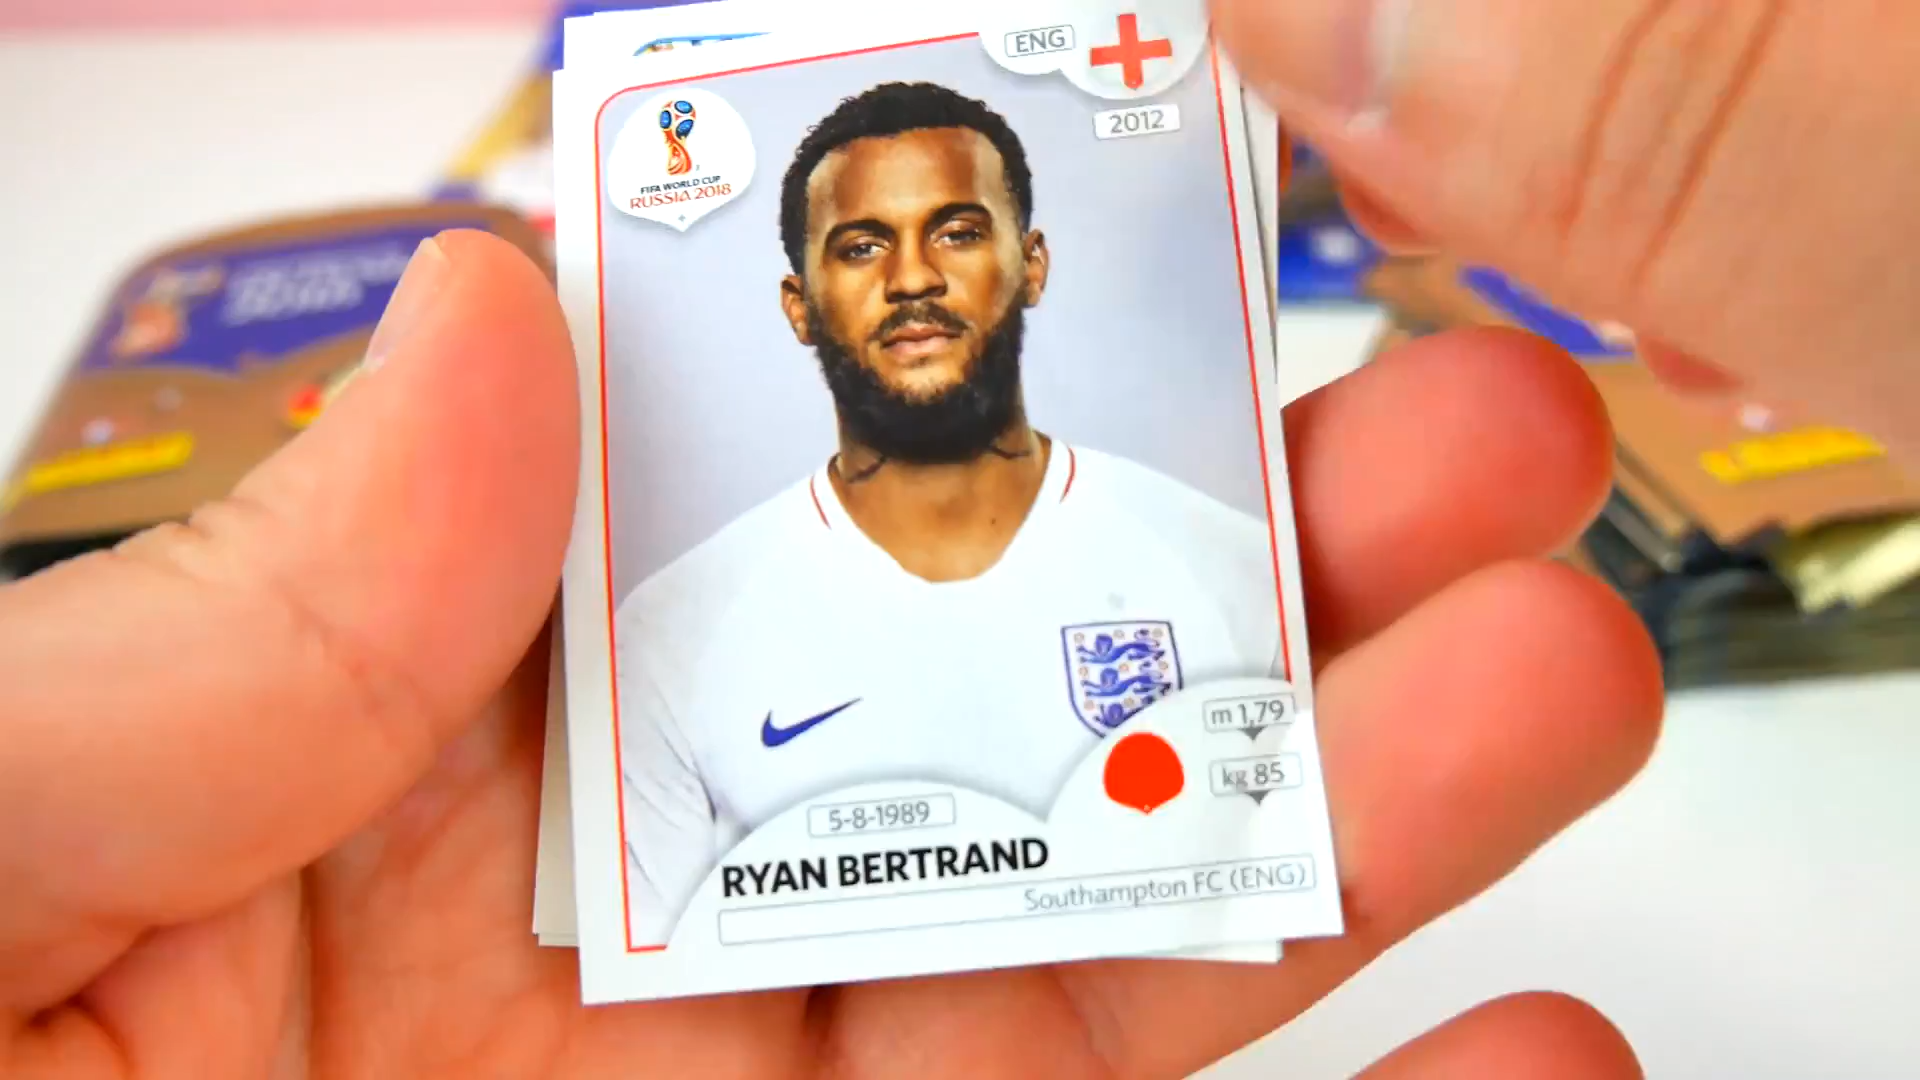 ENG
2012
FIFA WORLD CUP
RUSSIA 2018
m 1,79
kg 85
5-8-1989
RYAN BERTRAND
Southampton FC (ENG)